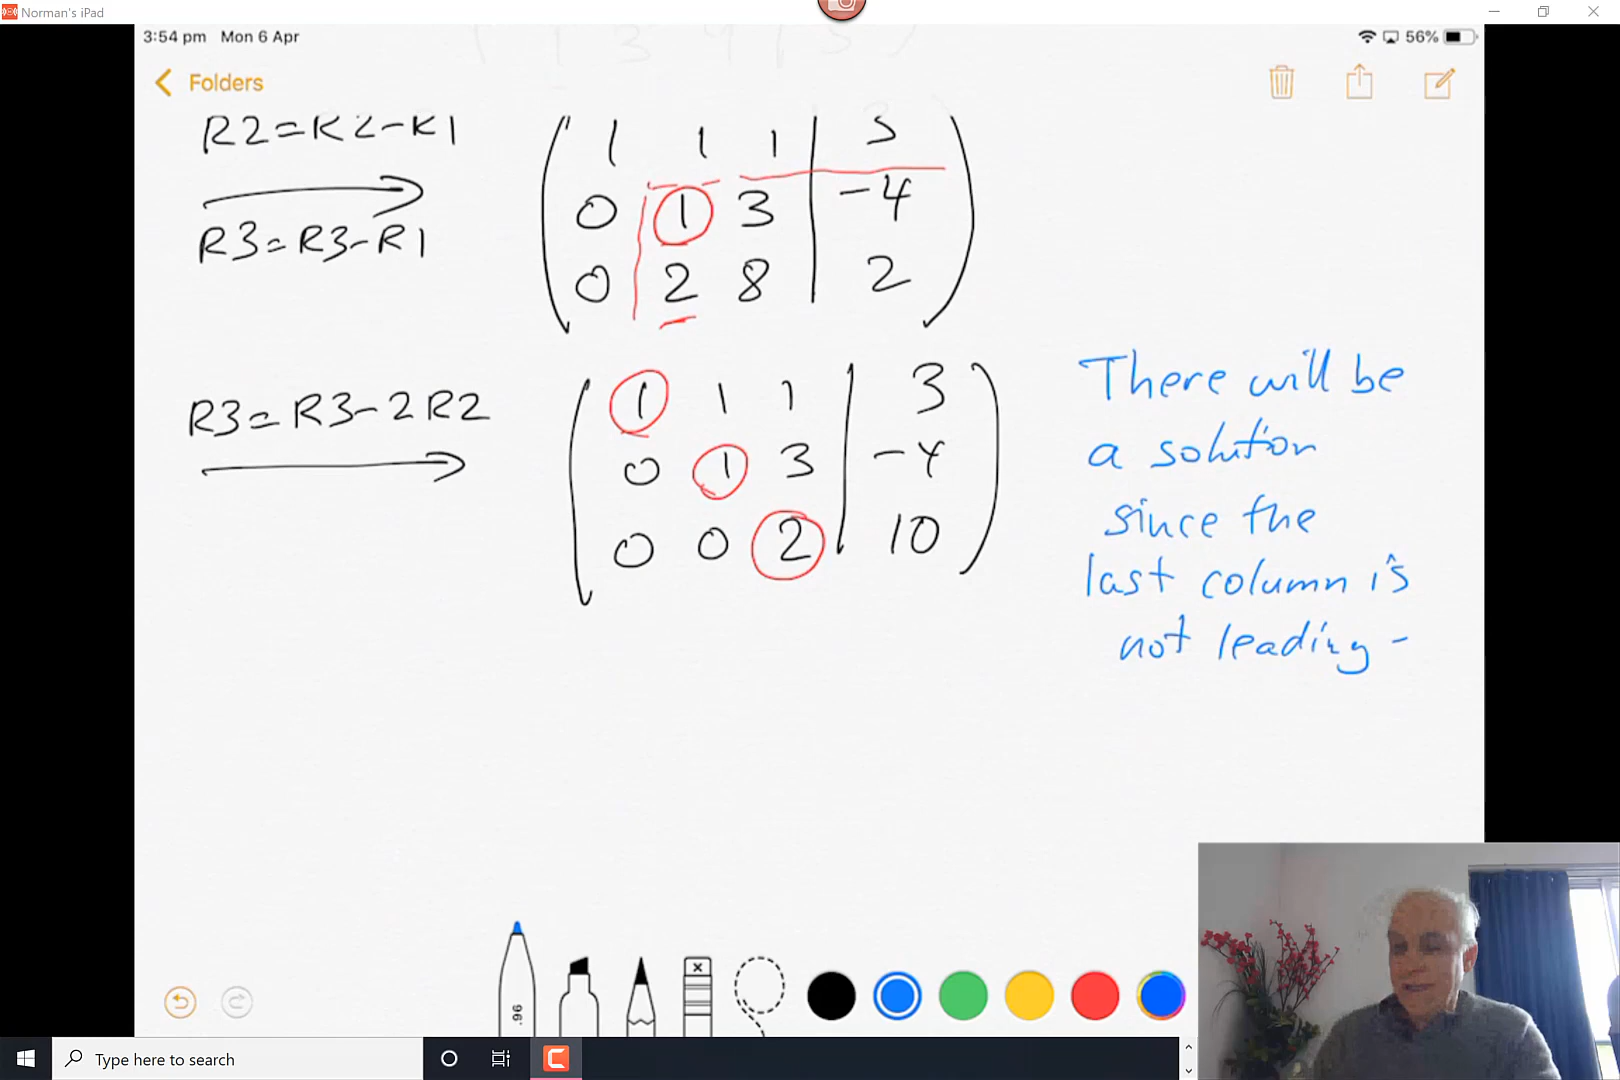 Norman's iPad
3:54 pm Mon 6 Apr
56%
Folders
R2=R2-R1
R3=R3-R1
1 1 1 | 3
0 1 3 | -4
0 2 8 | 2
R3=R3-2R2
1 1 1 | 3
0 1 3 | -4
0 0 2 | 10
There will be
a solution
since the
last column is
not leading -
.96
Type here to search